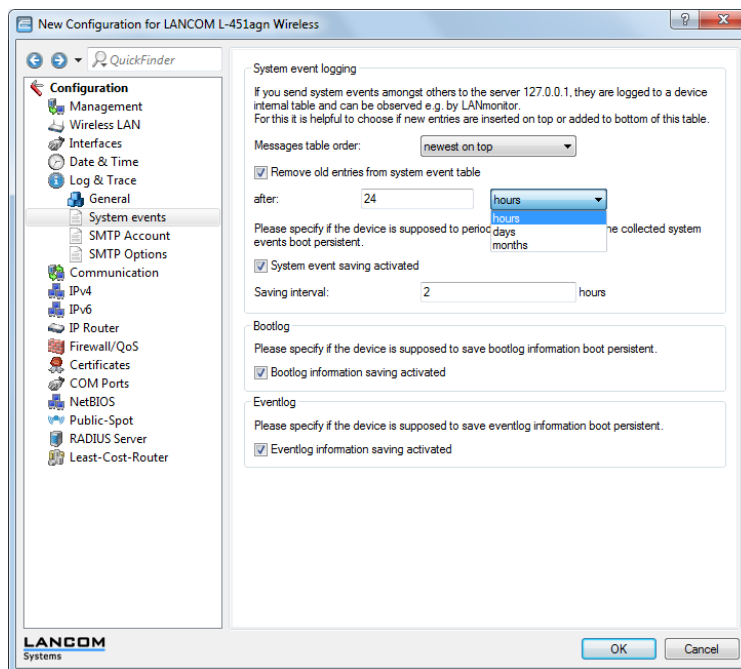 New Configuration for LANCOM L-451agn Wireless
QuickFinder
Configuration
Management
Wireless LAN
Interfaces
Date & Time
Log & Trace
General
System events
SMTP Account
SMTP Options
Communication
IPv4
IPv6
IP Router
Firewall/QoS
Certificates
COM Ports
NetBIOS
Public-Spot
RADIUS Server
Least-Cost-Router
System event logging
If you send system events amongst others to the server 127.0.0.1, they are logged to a device
internal table and can be observed e.g. by LANmonitor.
For this it is helpful to choose if new entries are inserted on top or added to bottom of this table.
Messages table order: newest on top
Remove old entries from system event table
after: 24 hours
hours
days
months
Please specify if the device is supposed to period he collected system
events boot persistent.
System event saving activated
Saving interval: 2 hours
Bootlog
Please specify if the device is supposed to save bootlog information boot persistent.
Bootlog information saving activated
Eventlog
Please specify if the device is supposed to save eventlog information boot persistent.
Eventlog information saving activated
LANCOM
Systems
OK Cancel